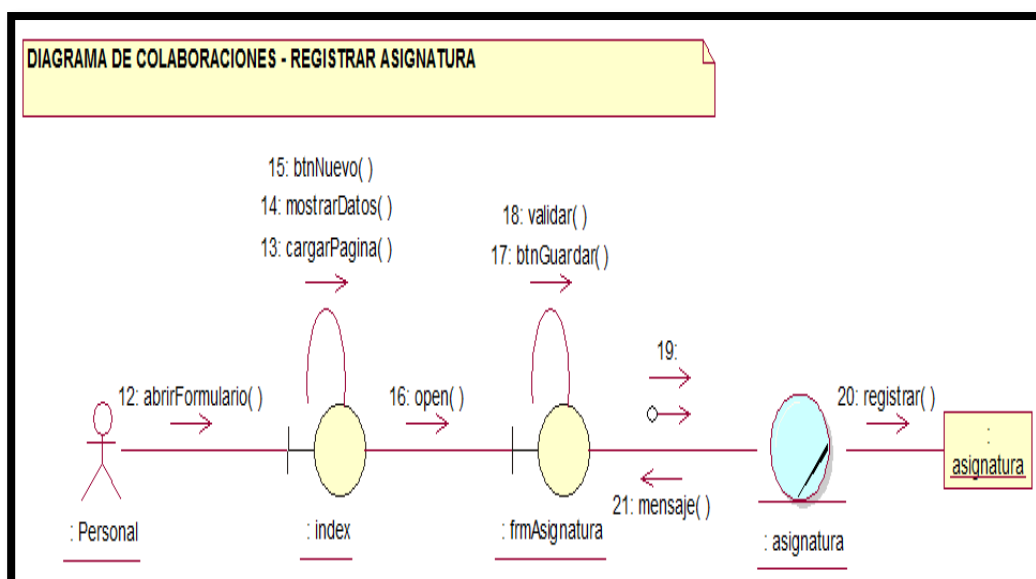 DIAGRAMA DE COLABORACIONES - REGISTRAR ASIGNATURA
15: btnNuevo( )
14: mostrarDatos( )
13: cargarPagina( )
18: validar( )
17: btnGuardar( )
12: abrirFormulario( )
16: open( )
19:
20: registrar( )
21: mensaje( )
:
asignatura
: Personal
: index
: frmAsignatura
: asignatura